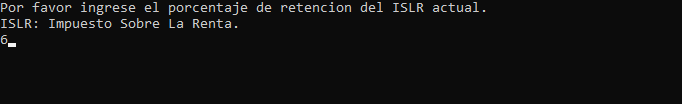 Por favor ingrese el porcentaje de retencion del ISLR actual.
ISLR: Impuesto Sobre La Renta.
6